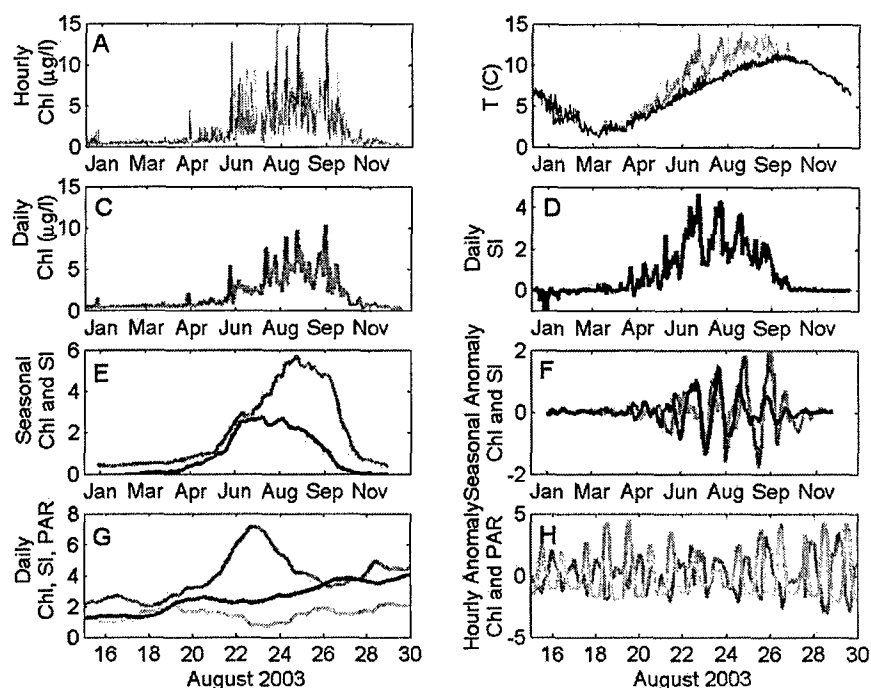 A
Hourly
Chl (μg/l)
15
10
5
0
Jan Mar Apr Jun Aug Sep Nov
T (C)
15
10
5
0
Jan Mar Apr Jun Aug Sep Nov
C
Daily
Chl (μg/l)
15
10
5
0
Jan Mar Apr Jun Aug Sep Nov
D
Daily
SI
4
2
0
Jan Mar Apr Jun Aug Sep Nov
E
Seasonal
Chl and SI
6
4
2
0
Jan Mar Apr Jun Aug Sep Nov
F
Seasonal Anomaly
Chl and SI
2
0
-2
Jan Mar Apr Jun Aug Sep Nov
G
Daily
Chl, SI, PAR
8
6
4
2
0
16 18 20 22 24 26 28 30
August 2003
H
Hourly Anomaly
Chl and PAR
5
0
-5
16 18 20 22 24 26 28 30
August 2003